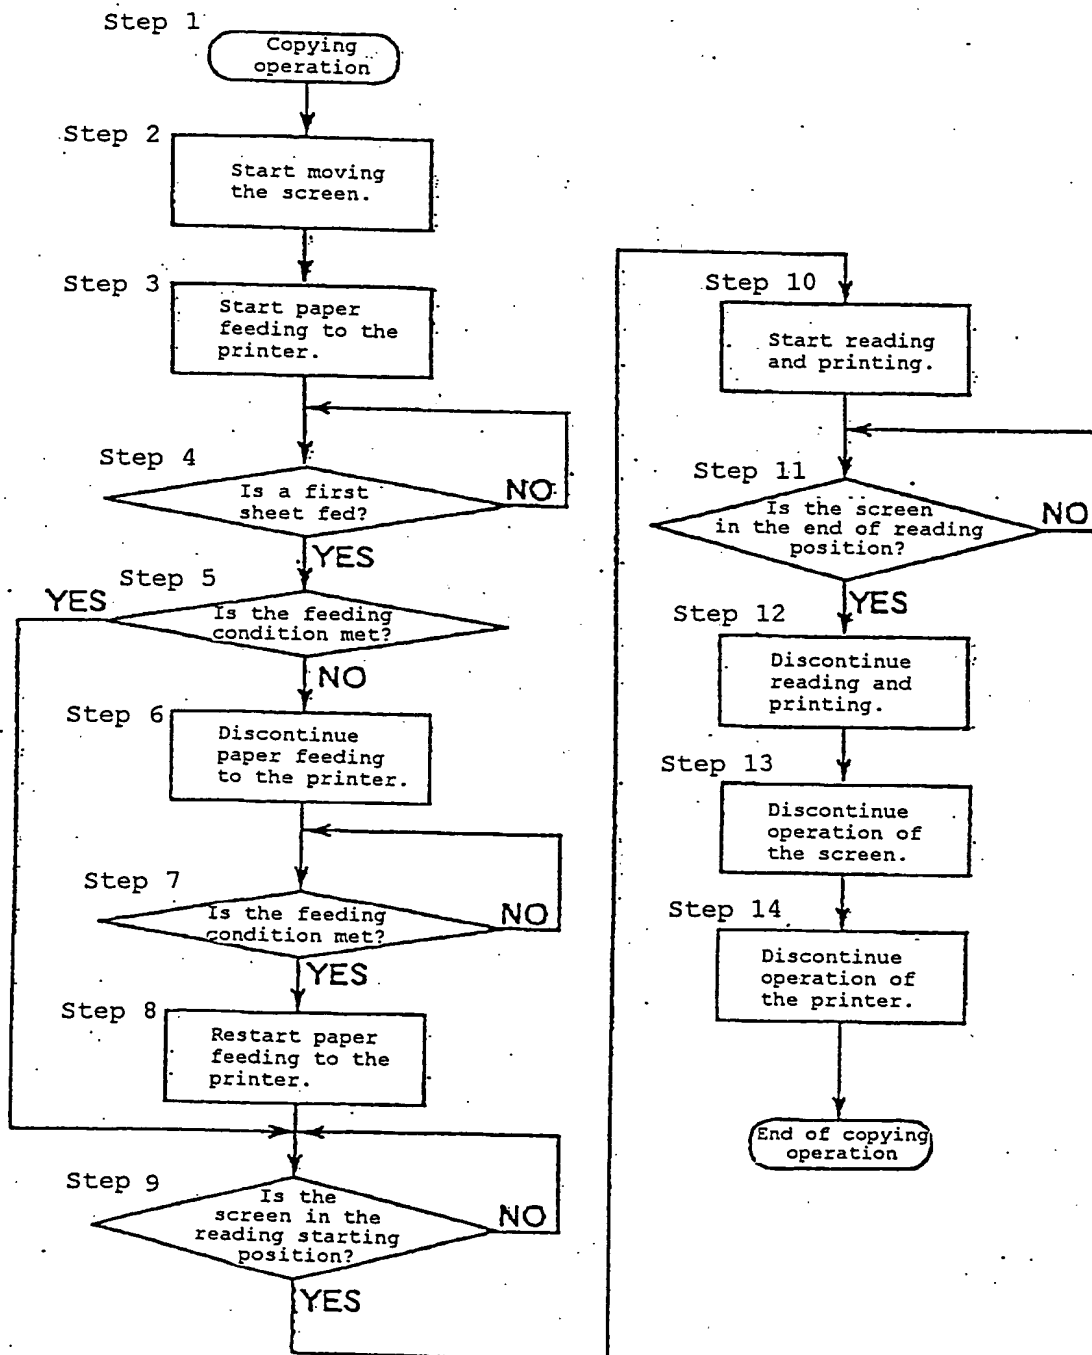 Step 1
Copying
operation
Step 2
Start moving
the screen.
Step 3
Start paper
feeding to the
printer.
Step 4
Is a first
sheet fed?
NO
YES
Step 5
YES
Is the feeding
condition met?
NO
Step 6
Discontinue
paper feeding
to the printer.
Step 7
Is the feeding
condition met?
NO
YES
Step 8
Restart paper
feeding to the
printer.
Step 9
Is the
screen in the
reading starting
position?
NO
YES
Step 10
Start reading
and printing.
Step 11
Is the screen
in the end of reading
position?
NO
YES
Step 12
Discontinue
reading and
printing.
Step 13
Discontinue
operation of
the screen.
Step 14
Discontinue
operation of
the printer.
End of copying
operation